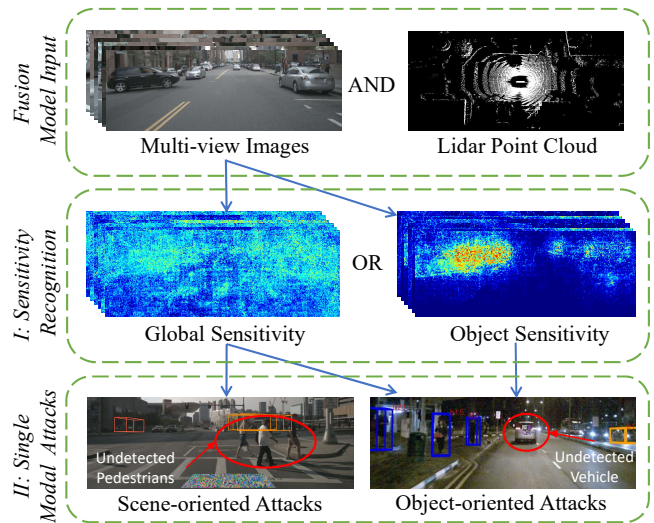 Fusion
Model Input
AND
Multi-view Images
Lidar Point Cloud
I: Sensitivity
Recognition
OR
Global Sensitivity
Object Sensitivity
II: Single
Modal Attacks
Undetected
Pedestrians
Undetected
Vehicle
Scene-oriented Attacks
Object-oriented Attacks